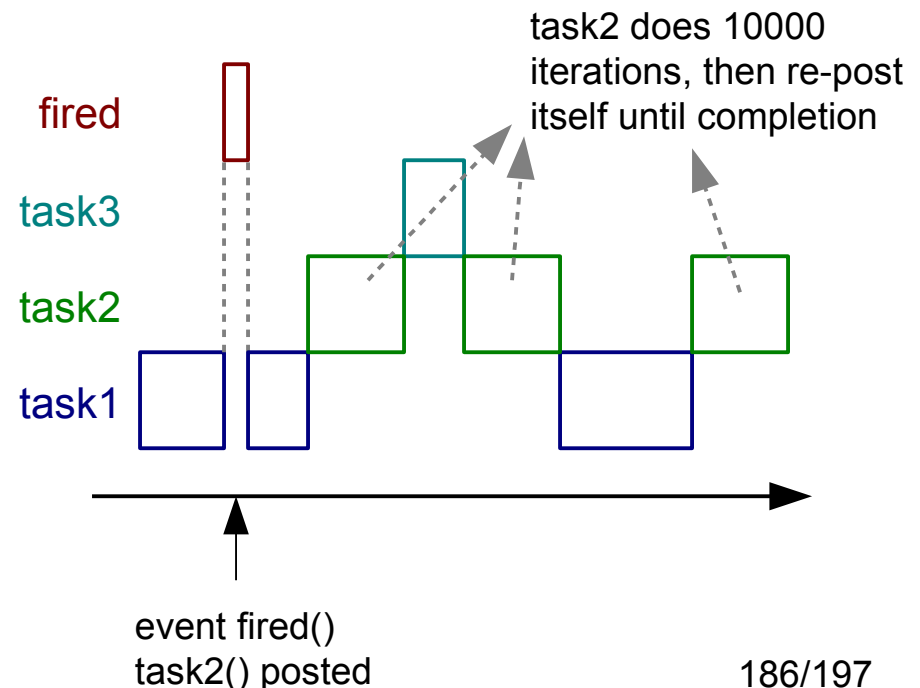 task2 does 10000
iterations, then re-post
itself until completion
fired
task3
task2
task1
event fired()
task2() posted
186/197